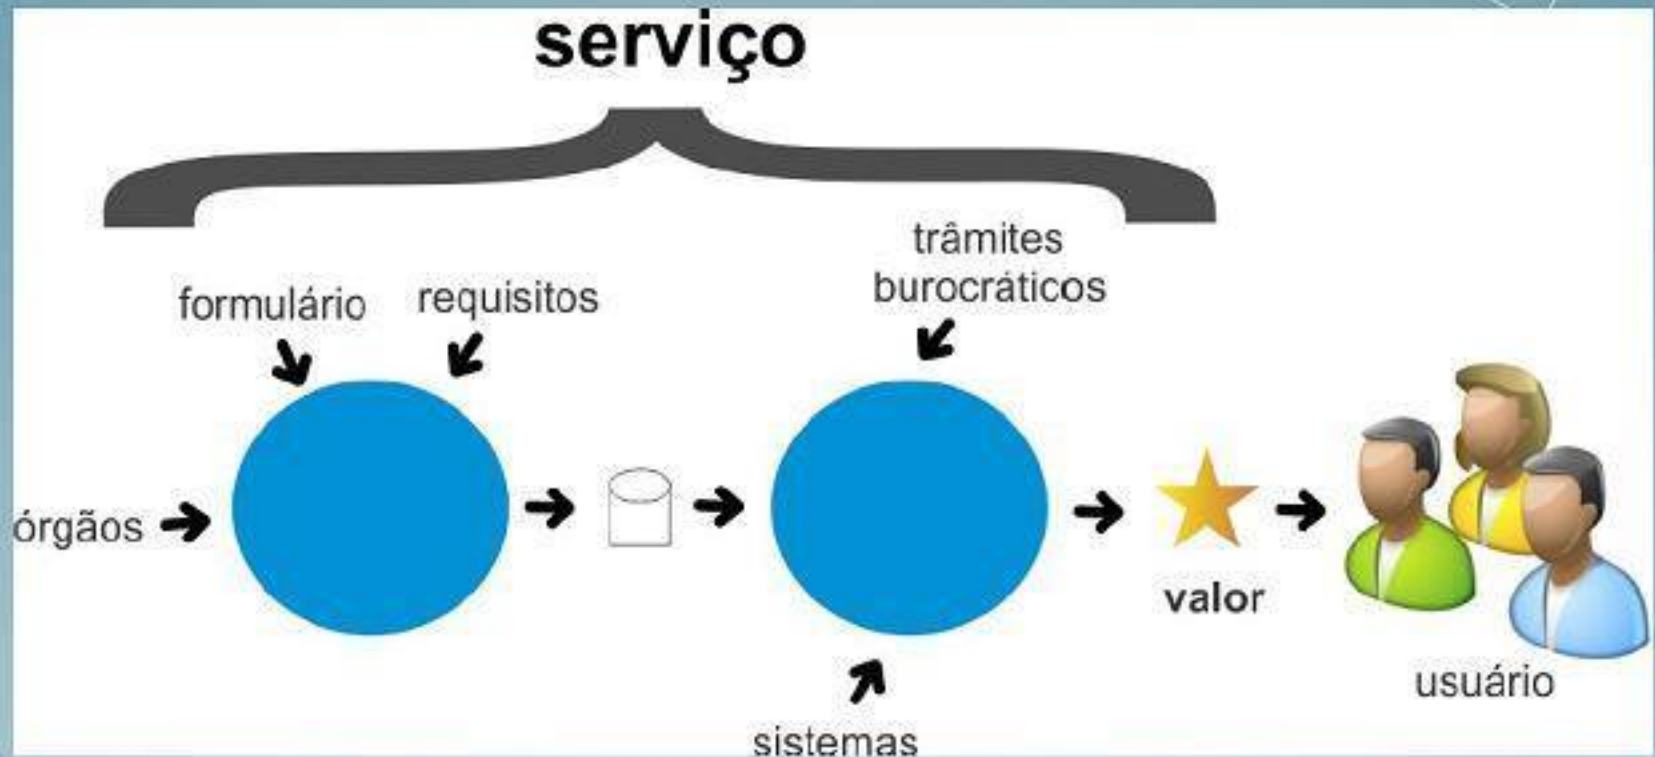 serviço
trâmites
burocráticos
formulário
requisitos
órgãos
valor
usuário
sistemas